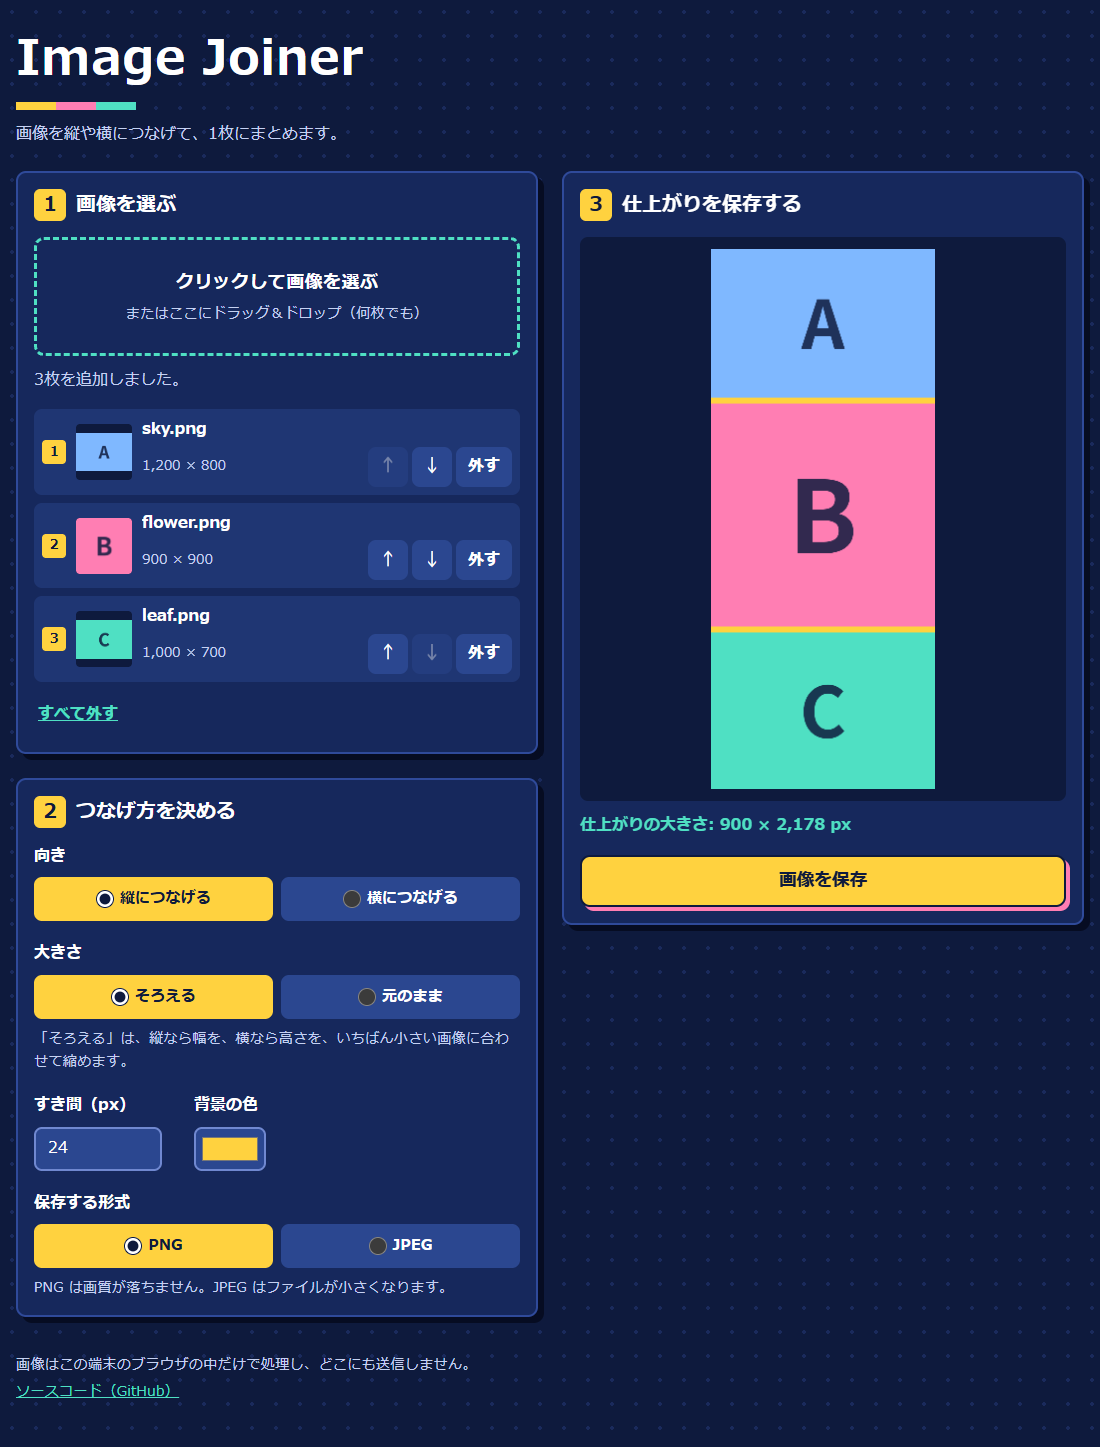 Image Joiner
画像を縦や横につなげて、1枚にまとめます。
1 画像を選ぶ
クリックして画像を選ぶ
またはここにドラッグ＆ドロップ（何枚でも）
3枚を追加しました。
1 A sky.png
1,200 × 800 ↑ ↓ 外す
2 B flower.png
900 × 900 ↑ ↓ 外す
3 C leaf.png
1,000 × 700 ↑ ↓ 外す
すべて外す
2 つなげ方を決める
向き
縦につなげる 横につなげる
大きさ
そろえる 元のまま
「そろえる」は、縦なら幅を、横なら高さを、いちばん小さい画像に合わ
せて縮めます。
すき間（px） 背景の色
24
保存する形式
PNG JPEG
PNG は画質が落ちません。JPEG はファイルが小さくなります。
3 仕上がりを保存する
A
B
C
仕上がりの大きさ: 900 × 2,178 px
画像を保存
画像はこの端末のブラウザの中だけで処理し、どこにも送信しません。
ソースコード（GitHub）